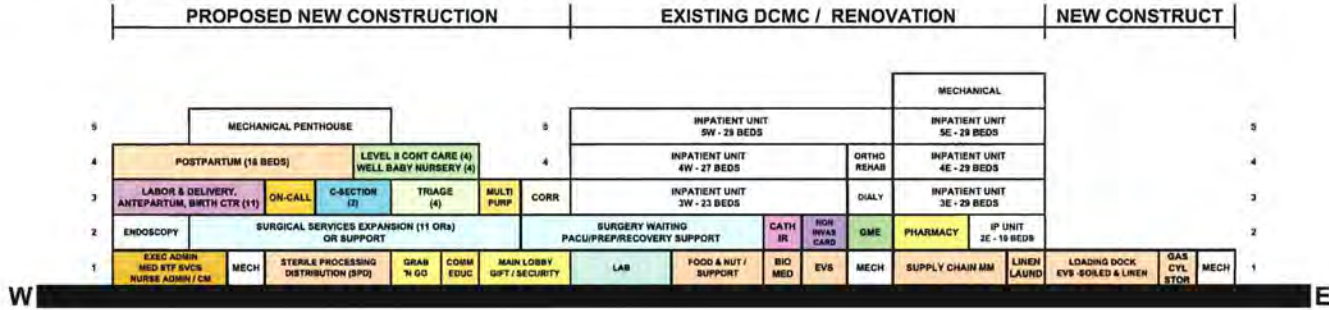 PROPOSED NEW CONSTRUCTION
EXISTING DCMC / RENOVATION
NEW CONSTRUCT
MECHANICAL
5
MECHANICAL PENTHOUSE
5
INPATIENT UNIT
5W - 29 BEDS
INPATIENT UNIT
5E - 29 BEDS
5
4
POSTPARTUM (18 BEDS)
LEVEL II CONT CARE (4)
WELL BABY NURSERY (4)
4
INPATIENT UNIT
4W - 27 BEDS
ORTHO
REHAB
INPATIENT UNIT
4E - 29 BEDS
4
3
LABOR & DELIVERY,
ANTEPARTUM, BIRTH CTR (11)
ON-CALL
C-SECTION
(2)
TRIAGE
(4)
MULTI
PURP
CORR
INPATIENT UNIT
3W - 23 BEDS
DIALY
INPATIENT UNIT
3E - 29 BEDS
3
2
ENDOSCOPY
SURGICAL SERVICES EXPANSION (11 ORs)
OR SUPPORT
SURGERY WAITING
PACU/PREP/RECOVERY SUPPORT
CATH
IR
NON
INVAS
CARD
GME
PHARMACY
IP UNIT
2E - 10 BEDS
2
1
EXEC ADMIN
MED STF SVCS
NURSE ADMIN / CM
MECH
STERILE PROCESSING
DISTRIBUTION (SPD)
GRAB
'N GO
COMM
EDUC
MAIN LOBBY
GIFT / SECURITY
LAB
FOOD & NUT /
SUPPORT
BIO
MED
EVS
MECH
SUPPLY CHAIN MM
LINEN
LAUND
LOADING DOCK
EVS -SOILED & LINEN
GAS
CYL
STOR
MECH
1
W
E